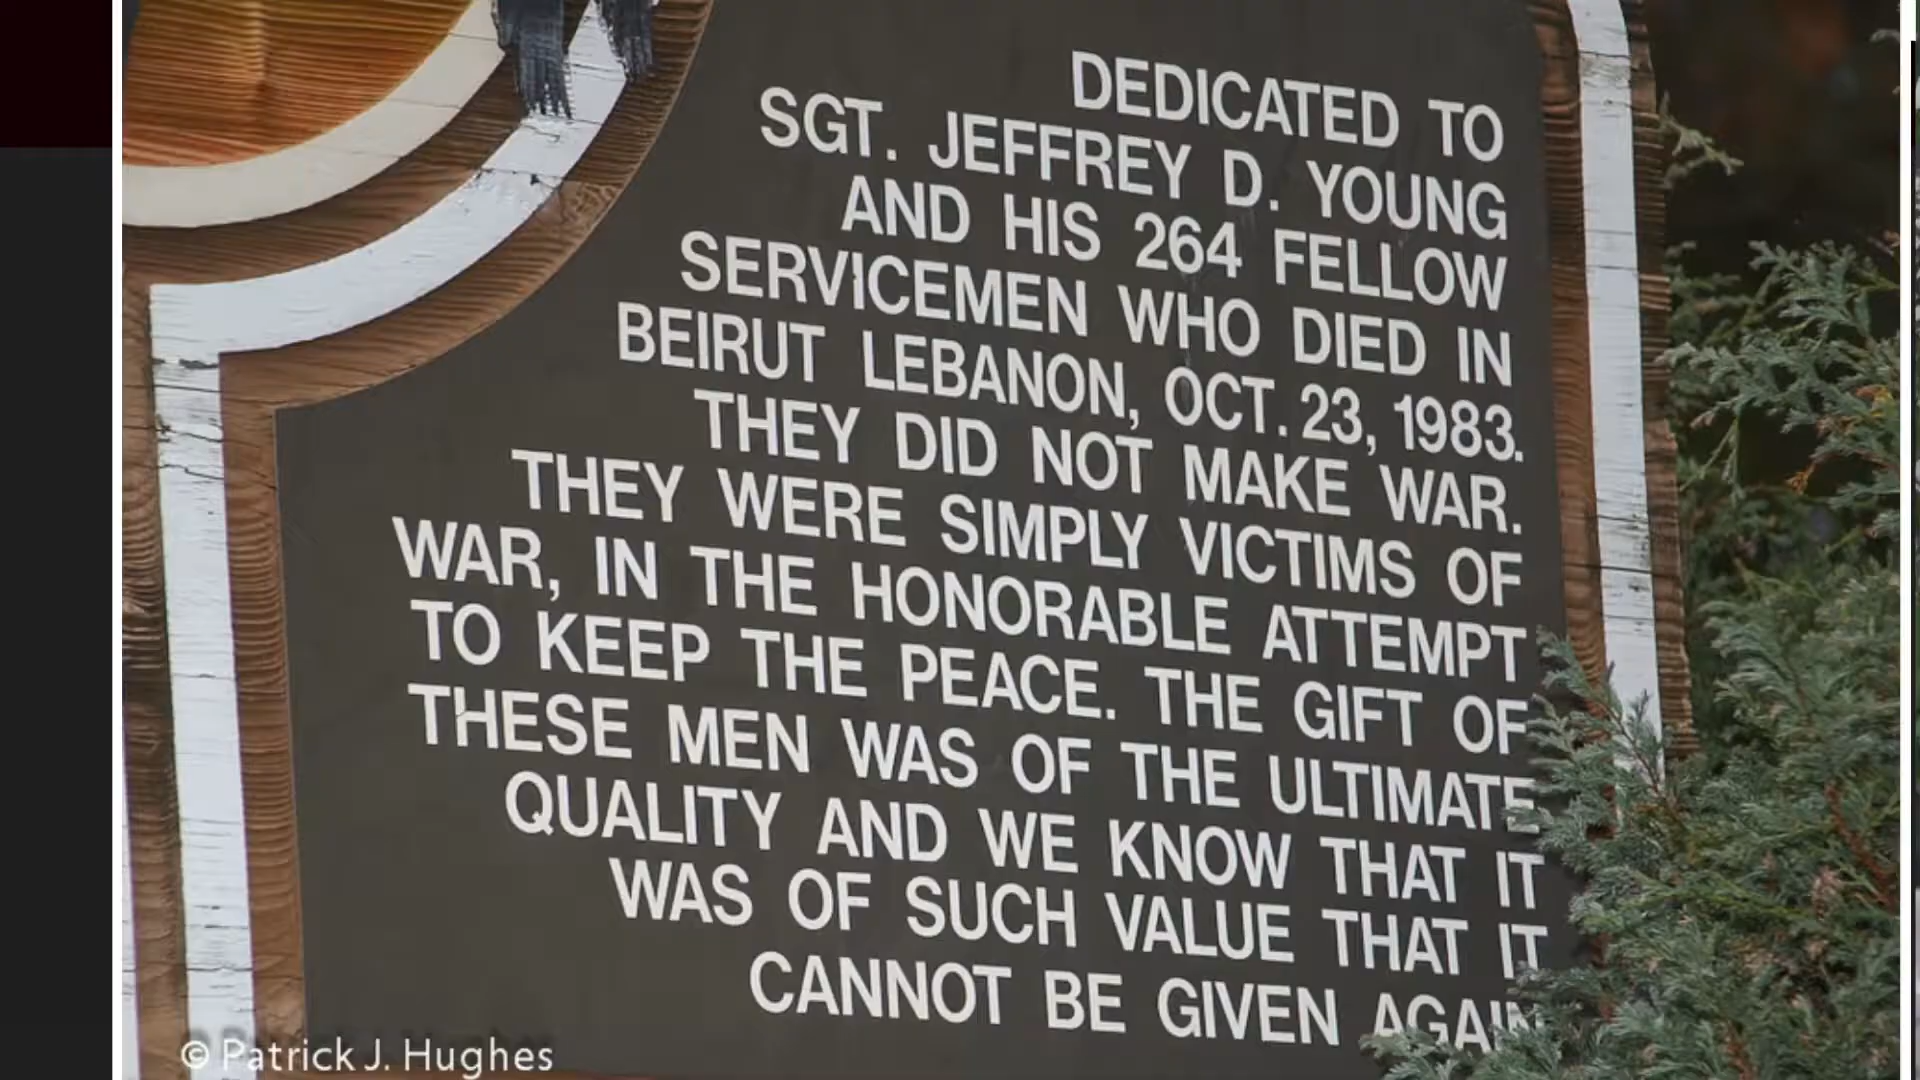 DEDICATED TO
SGT. JEFFREY D. YOUNG
AND HIS 264 FELLOW
SERVICEMEN WHO DIED IN
BEIRUT LEBANON, OCT. 23, 1983.
THEY DID NOT MAKE WAR.
THEY WERE SIMPLY VICTIMS OF
WAR, IN THE HONORABLE ATTEMPT
TO KEEP THE PEACE. THE GIFT OF
THESE MEN WAS OF THE ULTIMATE
QUALITY AND WE KNOW THAT IT
WAS OF SUCH VALUE THAT IT
CANNOT BE GIVEN AGAIN
© Patrick J. Hughes